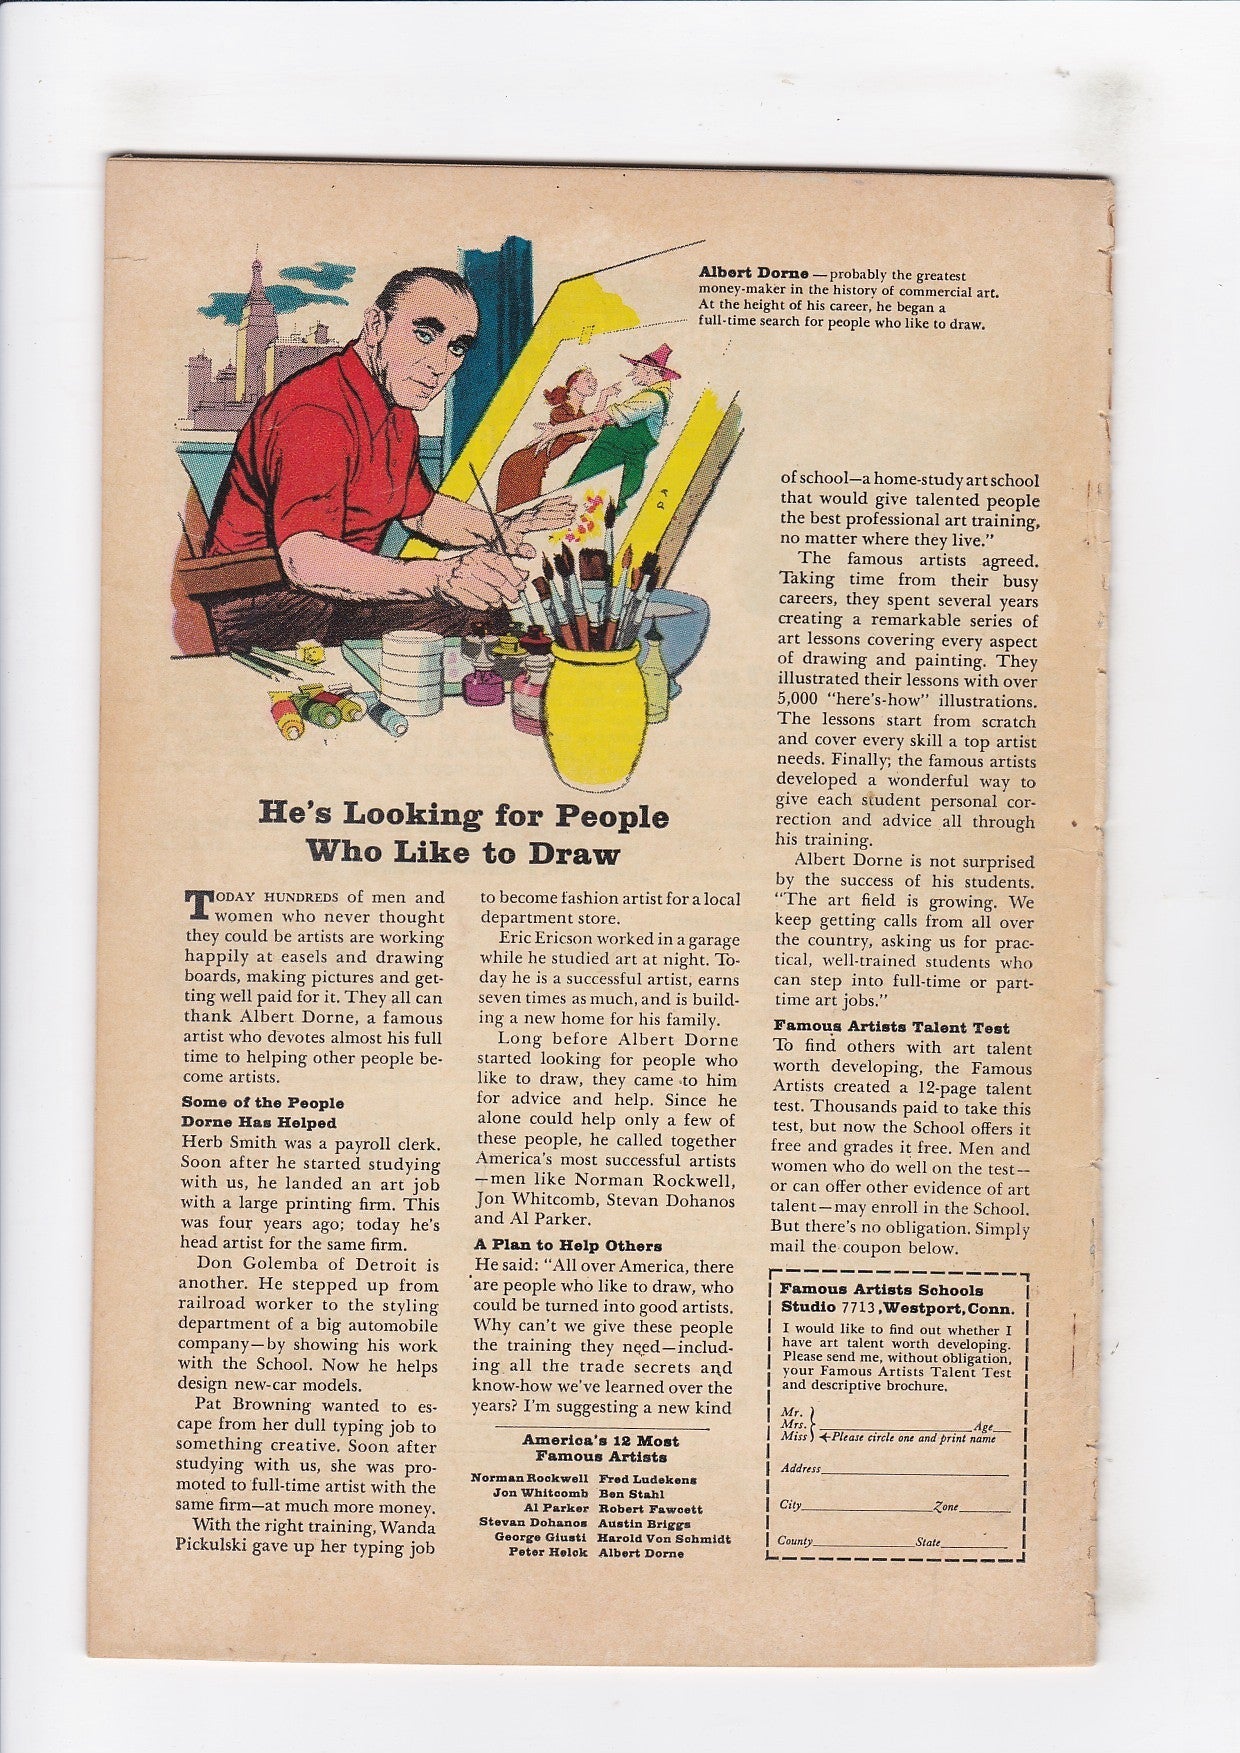 Albert Dorne — probably the greatest
money-maker in the history of commercial art.
At the height of his career, he began a
full-time search for people who like to draw.
He's Looking for People
Who Like to Draw
TODAY HUNDREDS of men and
women who never thought
they could be artists are working
happily at easels and drawing
boards, making pictures and get-
ting well paid for it. They all can
thank Albert Dorne, a famous
artist who devotes almost his full
time to helping other people be-
come artists.
Some of the People
Dorne Has Helped
Herb Smith was a payroll clerk.
Soon after he started studying
with us, he landed an art job
with a large printing firm. This
was four years ago; today he's
head artist for the same firm.
Don Golemba of Detroit is
another. He stepped up from
railroad worker to the styling
department of a big automobile
company—by showing his work
with the School. Now he helps
design new-car models.
Pat Browning wanted to es-
cape from her dull typing job to
something creative. Soon after
studying with us, she was pro-
moted to full-time artist with the
same firm—at much more money.
With the right training, Wanda
Pickulski gave up her typing job
to become fashion artist for a local
department store.
Eric Ericson worked in a garage
while he studied art at night. To-
day he is a successful artist, earns
seven times as much, and is build-
ing a new home for his family.
Long before Albert Dorne
started looking for people who
like to draw, they came to him
for advice and help. Since he
alone could help only a few of
these people, he called together
America's most successful artists
—men like Norman Rockwell,
Jon Whitcomb, Stevan Dohanos
and Al Parker.
A Plan to Help Others
He said: "All over America, there
are people who like to draw, who
could be turned into good artists.
Why can't we give these people
the training they need—includ-
ing all the trade secrets and
know-how we've learned over the
years? I'm suggesting a new kind
America's 12 Most
Famous Artists
Norman Rockwell Fred Ludekens
Jon Whitcomb Ben Stahl
Al Parker Robert Fawcett
Stevan Dohanos Austin Briggs
George Giusti Harold Von Schmidt
Peter Helck Albert Dorne
of school—a home-study art school
that would give talented people
the best professional art training,
no matter where they live."
The famous artists agreed.
Taking time from their busy
careers, they spent several years
creating a remarkable series of
art lessons covering every aspect
of drawing and painting. They
illustrated their lessons with over
5,000 "here's-how" illustrations.
The lessons start from scratch
and cover every skill a top artist
needs. Finally; the famous artists
developed a wonderful way to
give each student personal cor-
rection and advice all through
his training.
Albert Dorne is not surprised
by the success of his students.
"The art field is growing. We
keep getting calls from all over
the country, asking us for prac-
tical, well-trained students who
can step into full-time or part-
time art jobs."
Famous Artists Talent Test
To find others with art talent
worth developing, the Famous
Artists created a 12-page talent
test. Thousands paid to take this
test, but now the School offers it
free and grades it free. Men and
women who do well on the test—
or can offer other evidence of art
talent—may enroll in the School.
But there's no obligation. Simply
mail the coupon below.
Famous Artists Schools
Studio 7713, Westport, Conn.
I would like to find out whether I
have art talent worth developing.
Please send me, without obligation,
your Famous Artists Talent Test
and descriptive brochure.
Mr.
Mrs. Age
Miss ←Please circle one and print name
Address
City Zone
County State